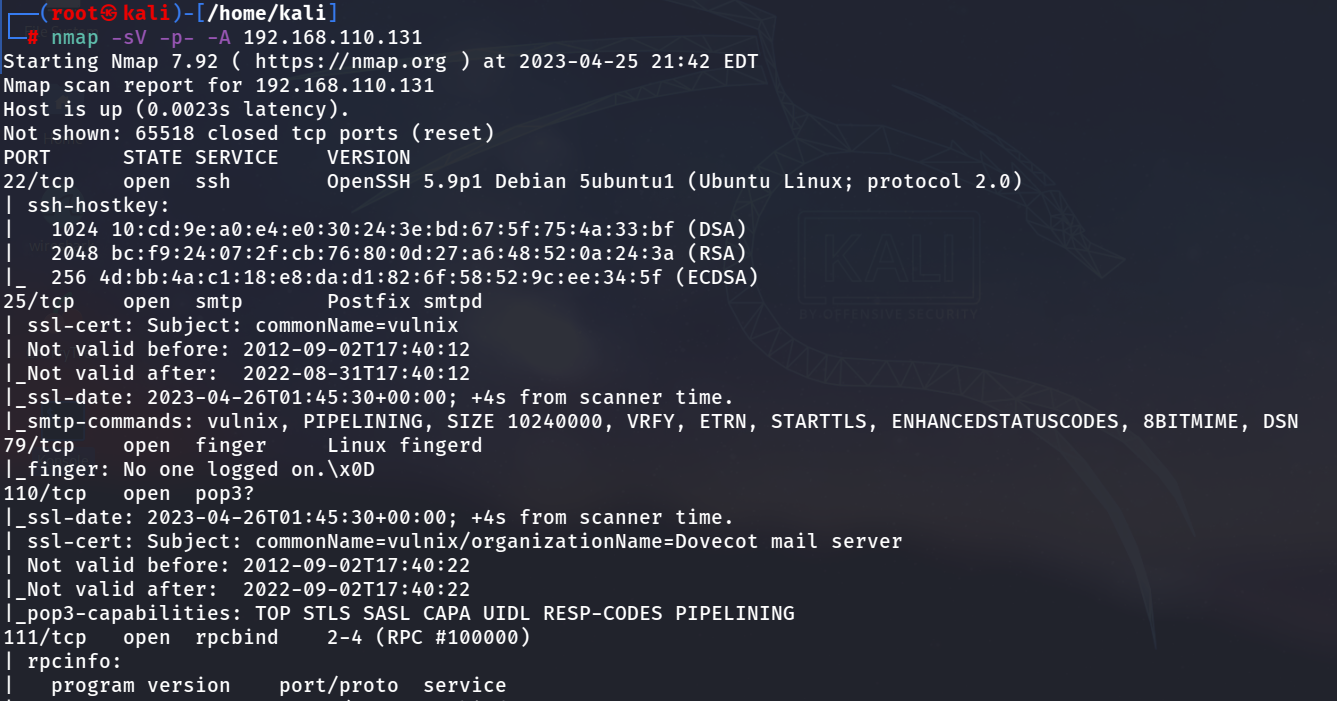 (root㉿kali)-[/home/kali]
# nmap -sV -p- -A 192.168.110.131
Starting Nmap 7.92 ( https://nmap.org ) at 2023-04-25 21:42 EDT
Nmap scan report for 192.168.110.131
Host is up (0.0023s latency).
Not shown: 65518 closed tcp ports (reset)
PORT      STATE SERVICE    VERSION
22/tcp    open  ssh        OpenSSH 5.9p1 Debian 5ubuntu1 (Ubuntu Linux; protocol 2.0)
| ssh-hostkey:
|   1024 10:cd:9e:a0:e4:e0:30:24:3e:bd:67:5f:75:4a:33:bf (DSA)
|   2048 bc:f9:24:07:2f:cb:76:80:0d:27:a6:48:52:0a:24:3a (RSA)
|_  256 4d:bb:4a:c1:18:e8:da:d1:82:6f:58:52:9c:ee:34:5f (ECDSA)
25/tcp    open  smtp       Postfix smtpd
| ssl-cert: Subject: commonName=vulnix
| Not valid before: 2012-09-02T17:40:12
|_Not valid after:  2022-08-31T17:40:12
|_ssl-date: 2023-04-26T01:45:30+00:00; +4s from scanner time.
|_smtp-commands: vulnix, PIPELINING, SIZE 10240000, VRFY, ETRN, STARTTLS, ENHANCEDSTATUSCODES, 8BITMIME, DSN
79/tcp    open  finger     Linux fingerd
|_finger: No one logged on.\x0D
110/tcp   open  pop3?
|_ssl-date: 2023-04-26T01:45:30+00:00; +4s from scanner time.
| ssl-cert: Subject: commonName=vulnix/organizationName=Dovecot mail server
| Not valid before: 2012-09-02T17:40:22
|_Not valid after:  2022-09-02T17:40:22
|_pop3-capabilities: TOP STLS SASL CAPA UIDL RESP-CODES PIPELINING
111/tcp   open  rpcbind    2-4 (RPC #100000)
| rpcinfo:
|   program version    port/proto  service
KALI
BY OFFENSIVE SECURITY